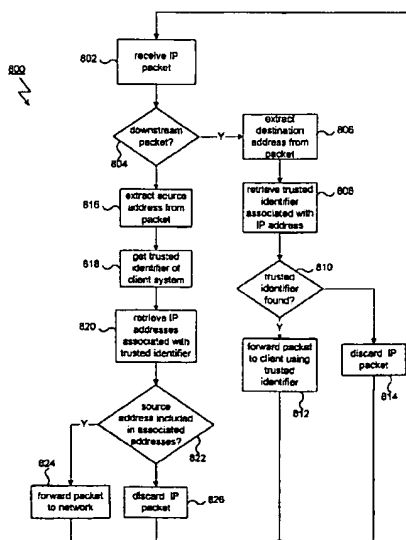 800
802
receive IP
packet
downstream
packet?
804
Y
extract
destination
address from
packet
806
816
extract source
address from
packet
retrieve trusted
identifier
associated with
IP address
808
818
get trusted
identifier of
client system
trusted
identifier
found?
810
820
retrieve IP
addresses
associated with
trusted identifier
Y
forward packet
to client using
trusted
identifier
812
discard IP
packet
814
source
address included
in associated
addresses?
822
Y
824
forward packet
to network
discard IP
packet
826